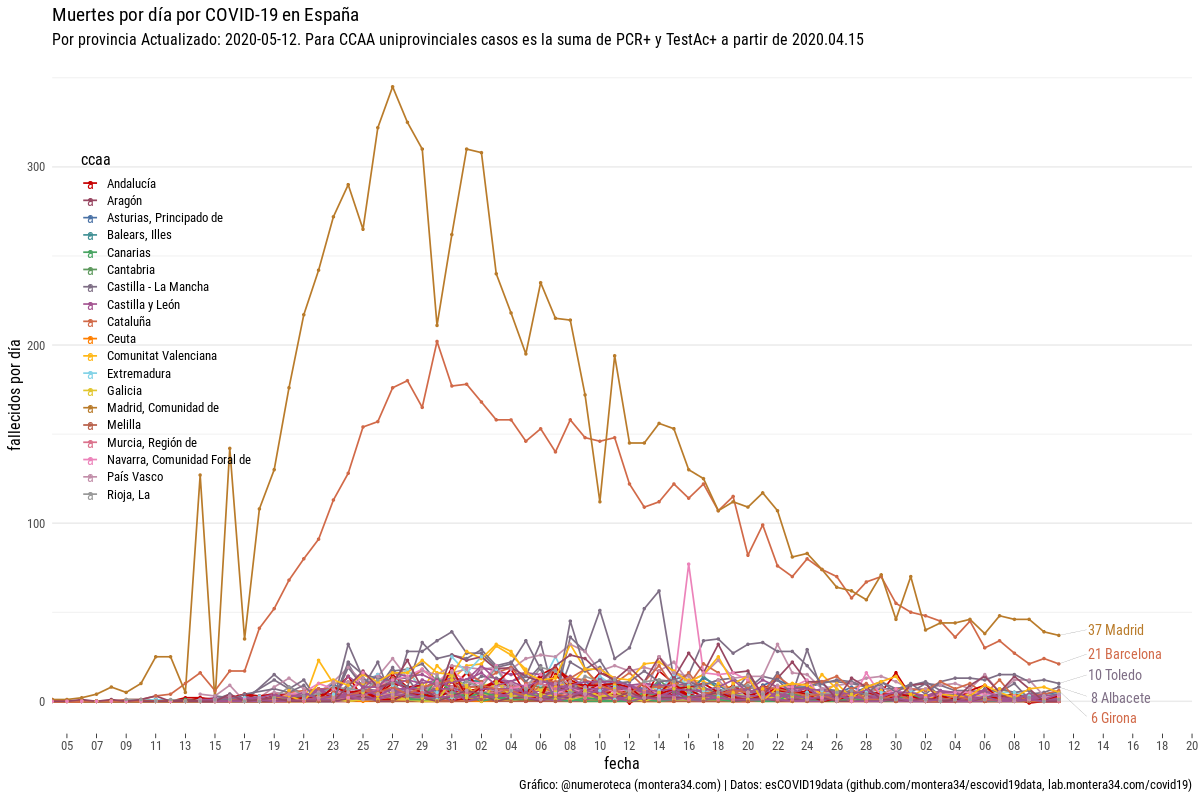 Muertes por día por COVID-19 en España
Por provincia Actualizado: 2020-05-12. Para CCAA uniprovinciales casos es la suma de PCR+ y TestAc+ a partir de 2020.04.15
fallecidos por día
300
200
100
0
ccaa
Andalucía
Aragón
Asturias, Principado de
Balears, Illes
Canarias
Cantabria
Castilla - La Mancha
Castilla y León
Cataluña
Ceuta
Comunitat Valenciana
Extremadura
Galicia
Madrid, Comunidad de
Melilla
Murcia, Región de
Navarra, Comunidad Foral de
País Vasco
Rioja, La
37 Madrid
21 Barcelona
10 Toledo
8 Albacete
6 Girona
05 07 09 11 13 15 17 19 21 23 25 27 29 31 02 04 06 08 10 12 14 16 18 20 22 24 26 28 30 02 04 06 08 10 12 14 16 18 20
fecha
Gráfico: @numeroteca (montera34.com) | Datos: esCOVID19data (github.com/montera34/escovid19data, lab.montera34.com/covid19)